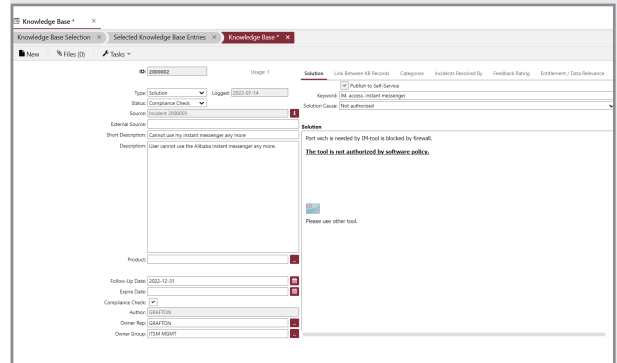 Knowledge Base * ×
Knowledge Base Selection × Selected Knowledge Base Entries × Knowledge Base * ×
New Files (0) Tasks
ID: 2000002 Usage: 1
Type: Solution Logged: 2022-07-14
Status: Compliance Check
Source: Incident 2000059
External Source:
Short Description: Cannot use my instant messenger any more
Description: User cannot use the Alibaba instant messenger any more.
Product:
Follow-Up Date: 2022-12-31
Expire Date:
Compliance Check:
Author: GRAFTON
Owner Rep: GRAFTON
Owner Group: ITSM MGMT
Solution Link Between KB Records Categories Incidents Resolved By Feedback Rating Entitlement / Data Relevance
Publish to Self-Service
Keyword: IM, access, instant messenger
Solution Cause: Not authorized
Solution
Port wich is needed by IM-tool is blocked by firewall.
The tool is not authorized by software policy.
Please use other tool.